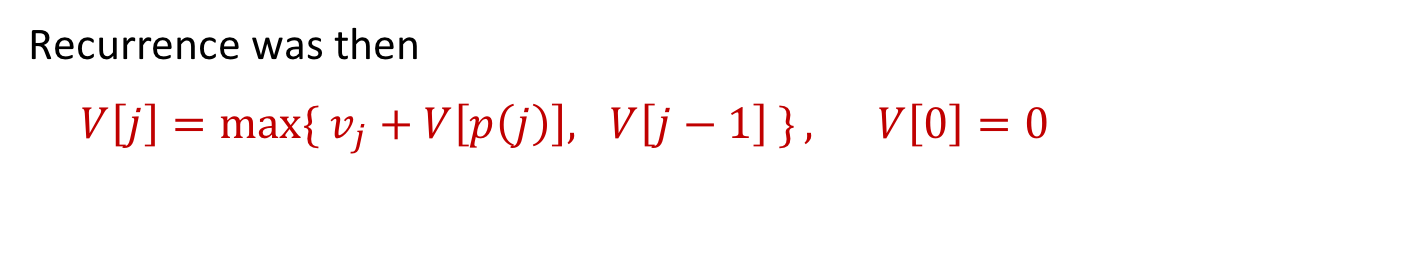 Recurrence was then
V[j] = max{ v_j + V[p(j)], V[j − 1] }, V[0] = 0